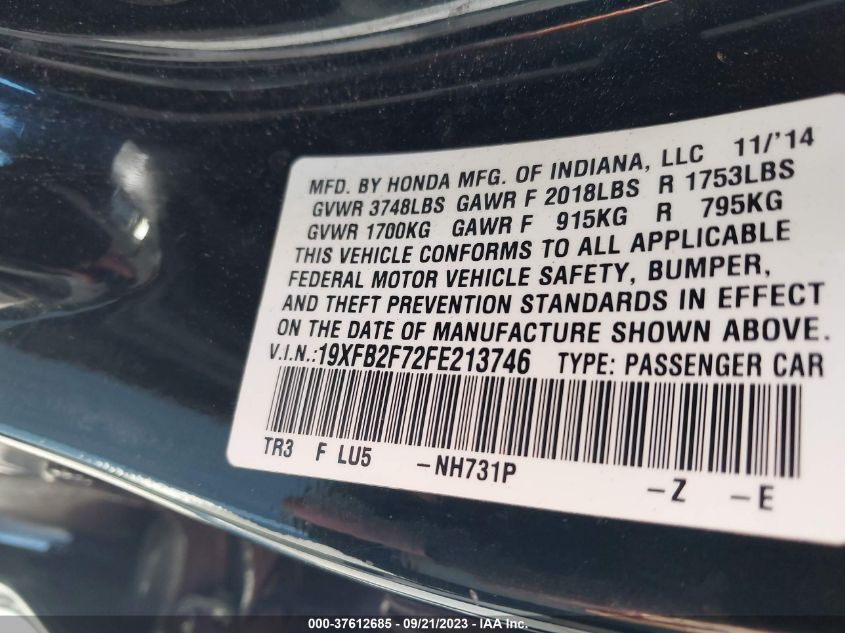 MFD. BY HONDA MFG. OF INDIANA, LLC 11/'14
GVWR 3748LBS GAWR F 2018LBS R 1753LBS
GVWR 1700KG GAWR F 915KG R 795KG
THIS VEHICLE CONFORMS TO ALL APPLICABLE
FEDERAL MOTOR VEHICLE SAFETY, BUMPER,
AND THEFT PREVENTION STANDARDS IN EFFECT
ON THE DATE OF MANUFACTURE SHOWN ABOVE.
V.I.N.:19XFB2F72FE213746 TYPE: PASSENGER CAR
TR3 F LU5 -NH731P -Z -E
000-37612685 - 09/21/2023 - IAA Inc.